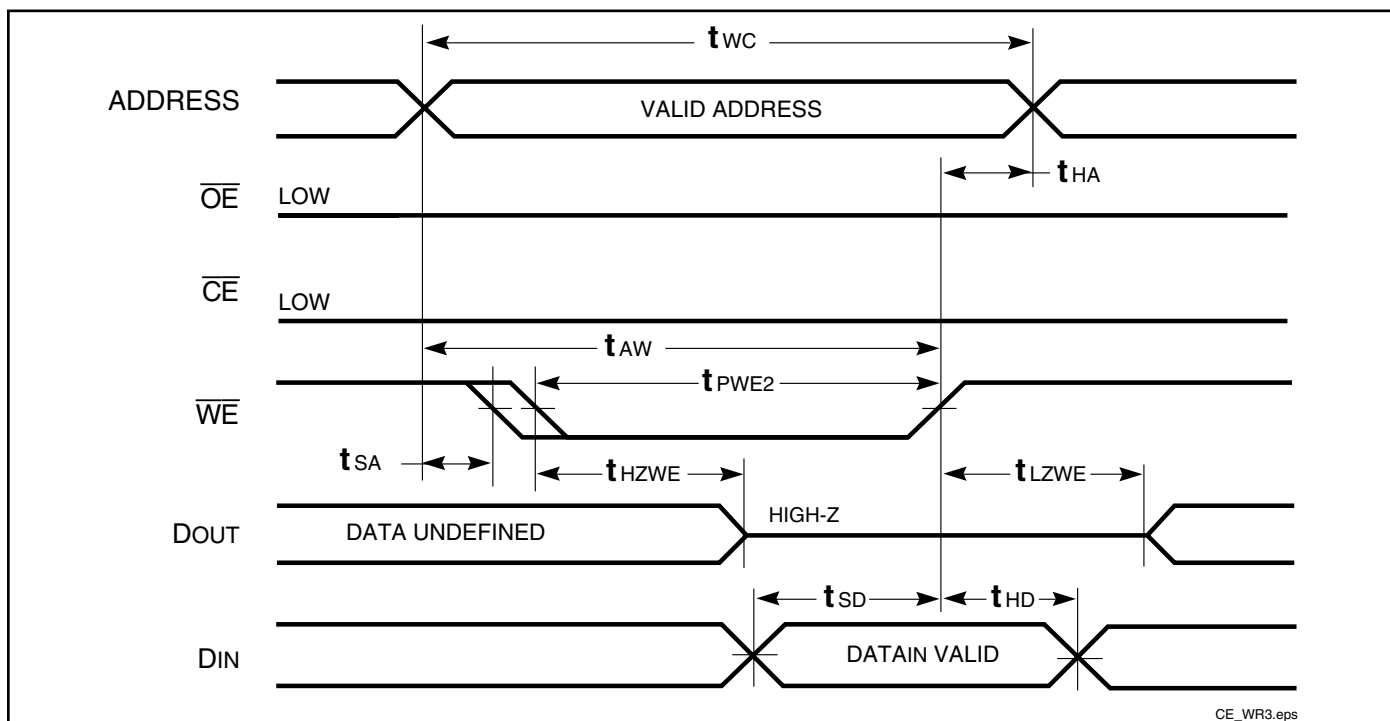 tWC
ADDRESS
VALID ADDRESS
tHA
OE
LOW
CE
LOW
tAW
tPWE2
WE
tSA
tHZWE
tLZWE
DOUT
DATA UNDEFINED
HIGH-Z
tSD
tHD
DIN
DATAIN VALID
CE_WR3.eps